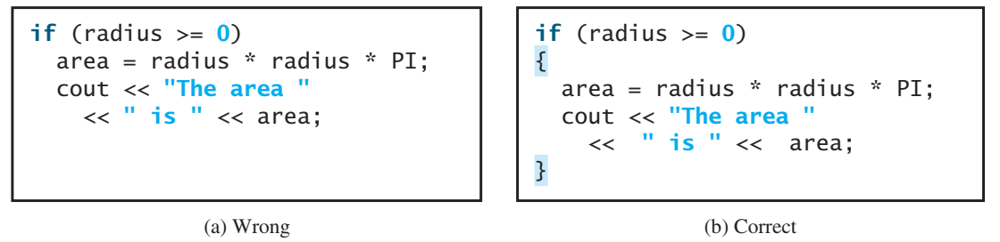 if (radius >= 0)
  area = radius * radius * PI;
  cout << "The area "
    << " is " << area;
(a) Wrong
if (radius >= 0)
{
  area = radius * radius * PI;
  cout << "The area "
    <<  " is " <<  area;
}
(b) Correct